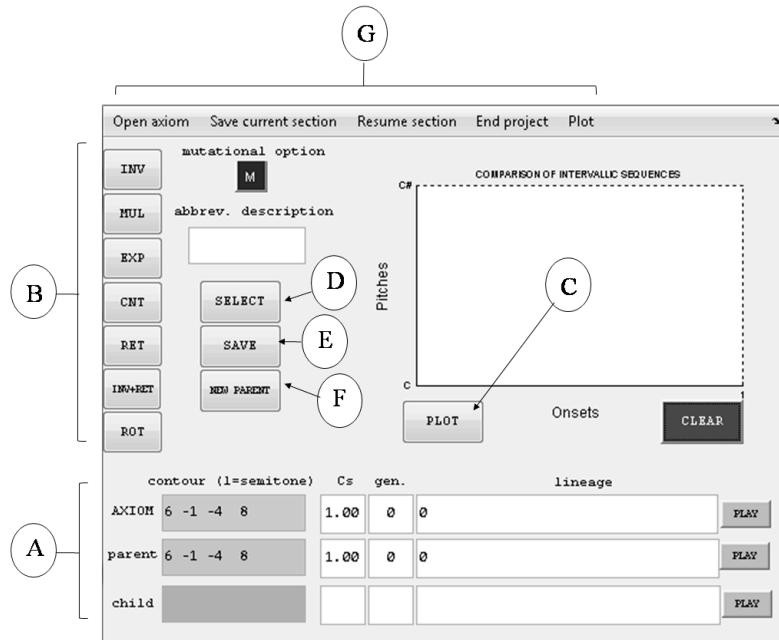 G
Open axiom Save current section Resume section End project Plot
mutational option
M
abbrev. description
INV
MUL
EXP
CNT
RET
INV+RET
ROT
B
SELECT
SAVE
NEW PARENT
D
E
F
COMPARISON OF INTERVALLIC SEQUENCES
C#
Pitches
C
1
Onsets
C
PLOT
CLEAR
contour (1=semitone) Cs gen. lineage
AXIOM 6 -1 -4 8 1.00 0 0 PLAY
parent 6 -1 -4 8 1.00 0 0 PLAY
child PLAY
A